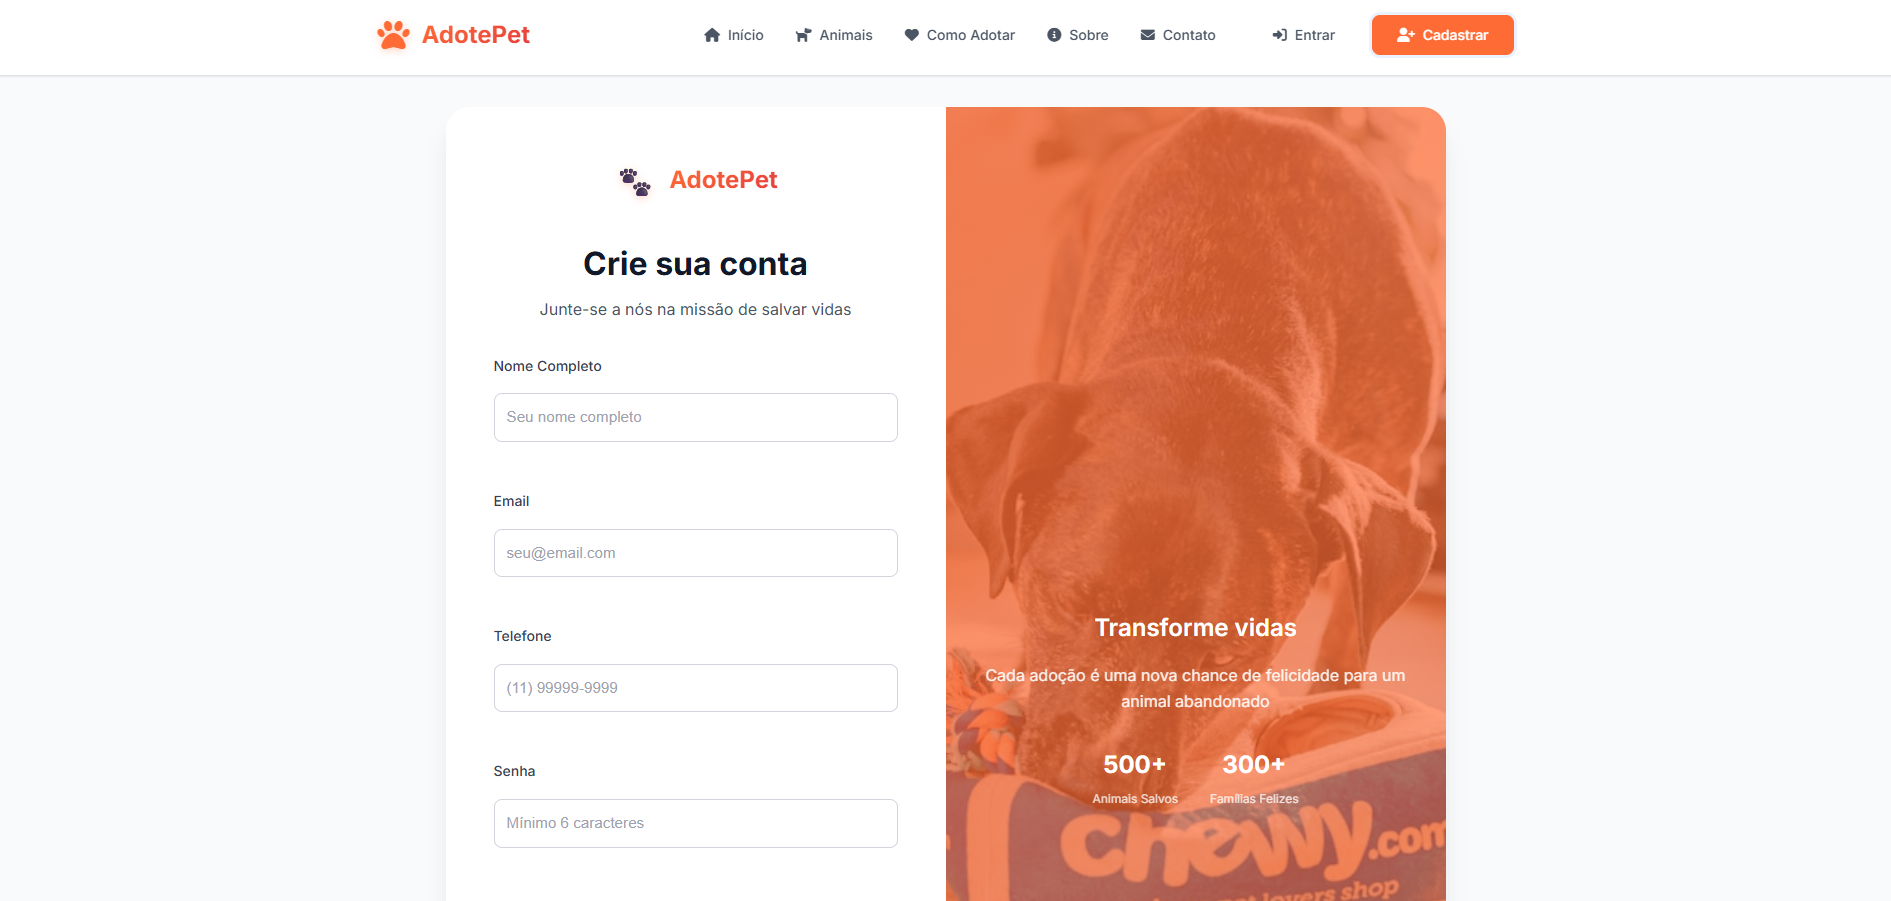 AdotePet
Início
Animais
Como Adotar
Sobre
Contato
Entrar
Cadastrar
AdotePet
Crie sua conta
Junte-se a nós na missão de salvar vidas
Nome Completo
Seu nome completo
Email
seu@email.com
Telefone
(11) 99999-9999
Senha
Mínimo 6 caracteres
Transforme vidas
Cada adoção é uma nova chance de felicidade para um
animal abandonado
500+
Animais Salvos
300+
Famílias Felizes
chewy.com
lovers shop